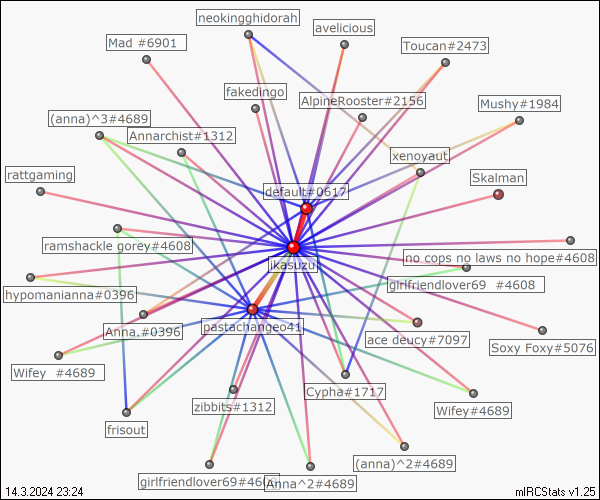 neokingghidorah
avelicious
Mad #6901
Toucan#2473
fakedingo
AlpineRooster#2156
Mushy#1984
(anna)^3#4689
Annarchist#1312
xenoyaut
rattgaming
Skalman
default#0617
ramshackle gorey#4608
ikasuzu
no cops no laws no hope#4608
girlfriendlover69 #4608
hypomanianna#0396
Anna.#0396
pastachangeo41
ace deucy#7097
Soxy Foxy#5076
Wifey #4689
Cypha#1717
zibbits#1312
Wifey#4689
frisout
(anna)^2#4689
girlfriendlover69#4608
Anna^2#4689
14.3.2024 23:24
mIRCStats v1.25